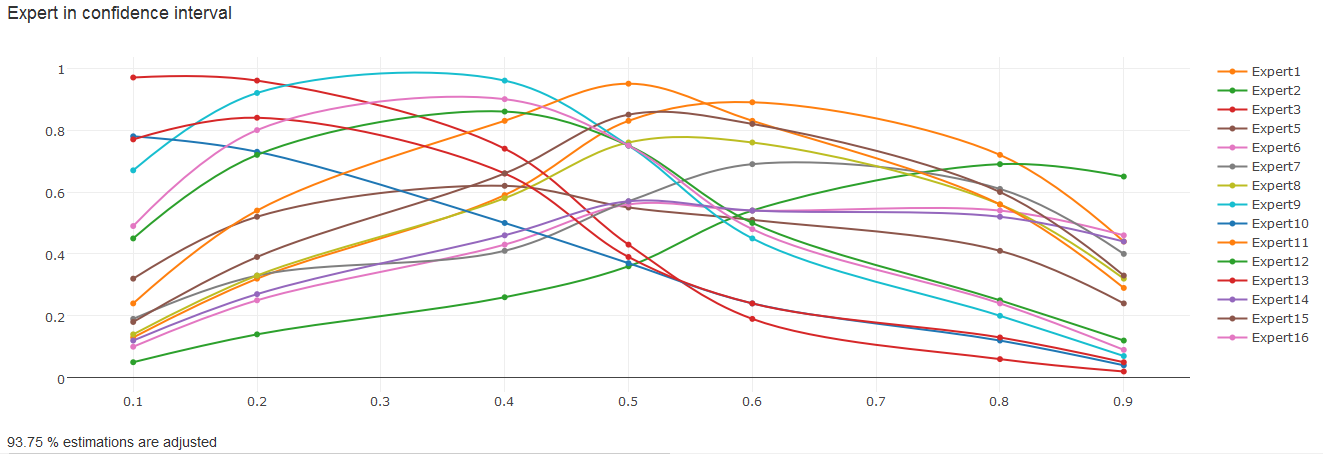 Expert in confidence interval
1
0.8
0.6
0.4
0.2
0
0.1 0.2 0.3 0.4 0.5 0.6 0.7 0.8 0.9
Expert1
Expert2
Expert3
Expert5
Expert6
Expert7
Expert8
Expert9
Expert10
Expert11
Expert12
Expert13
Expert14
Expert15
Expert16
93.75 % estimations are adjusted